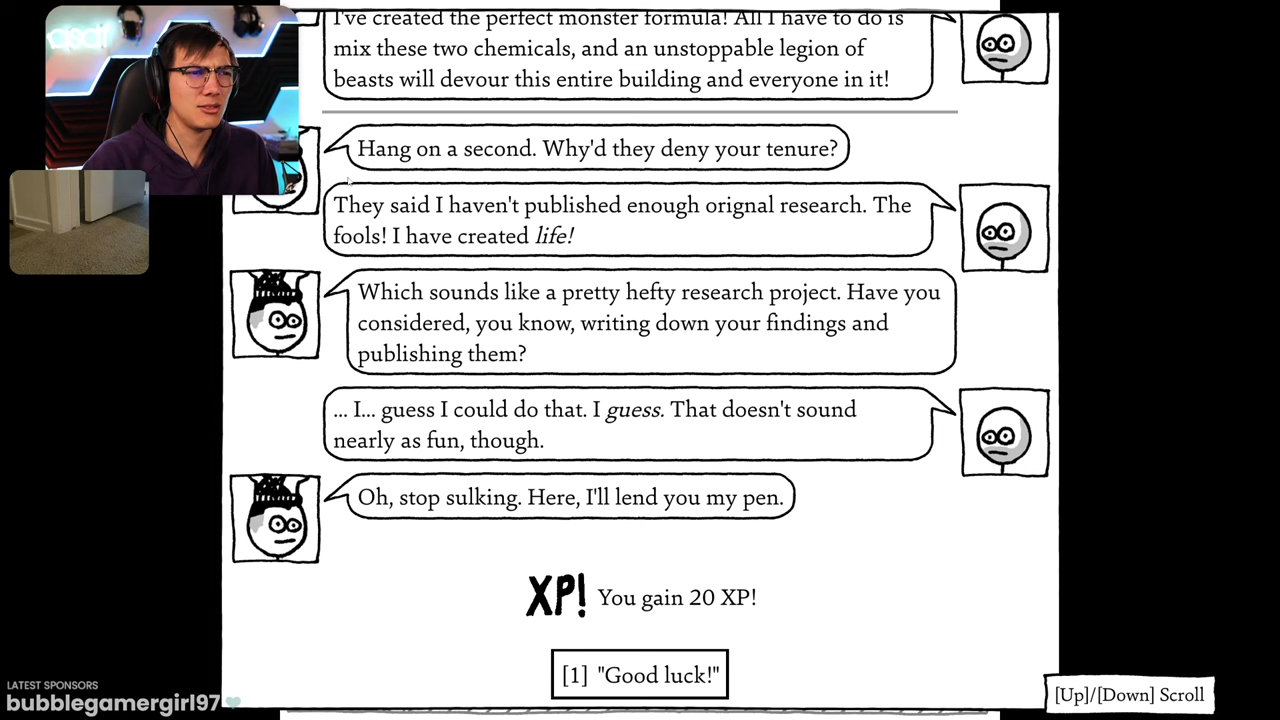 I've created the perfect monster formula! All I have to do is
mix these two chemicals, and an unstoppable legion of
beasts will devour this entire building and everyone in it!
Hang on a second. Why'd they deny your tenure?
They said I haven't published enough orignal research. The
fools! I have created life!
Which sounds like a pretty hefty research project. Have you
considered, you know, writing down your findings and
publishing them?
... I... guess I could do that. I guess. That doesn't sound
nearly as fun, though.
Oh, stop sulking. Here, I'll lend you my pen.
XP! You gain 20 XP!
[1] "Good luck!"
[Up]/[Down] Scroll
LATEST SPONSORS
bubblegamergirl97